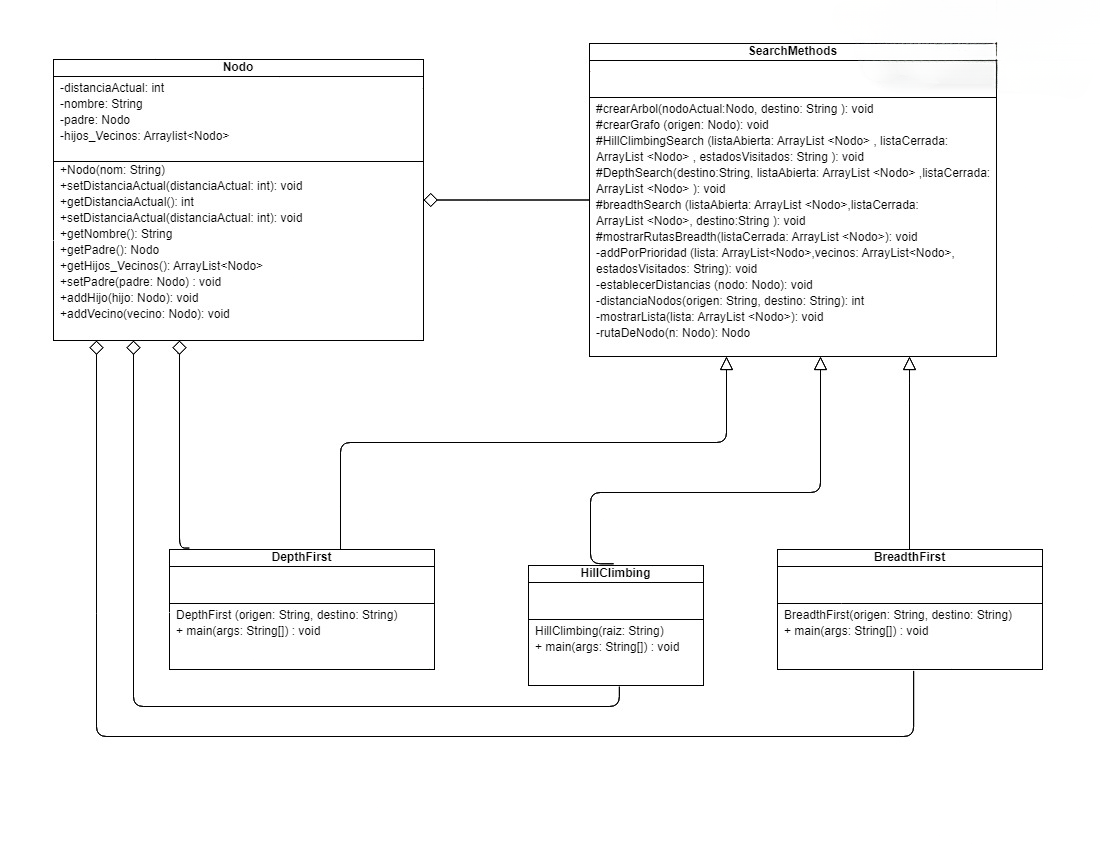 Nodo
-distanciaActual: int
-nombre: String
-padre: Nodo
-hijos_Vecinos: Arraylist<Nodo>
+Nodo(nom: String)
+setDistanciaActual(distanciaActual: int): void
+getDistanciaActual(): int
+setDistanciaActual(distanciaActual: int): void
+getNombre(): String
+getPadre(): Nodo
+getHijos_Vecinos(): ArrayList<Nodo>
+setPadre(padre: Nodo) : void
+addHijo(hijo: Nodo): void
+addVecino(vecino: Nodo): void
SearchMethods
#crearArbol(nodoActual:Nodo, destino: String ): void
#crearGrafo (origen: Nodo): void
#HillClimbingSearch (listaAbierta: ArrayList <Nodo> , listaCerrada:
ArrayList <Nodo> , estadosVisitados: String ): void
#DepthSearch(destino:String, listaAbierta: ArrayList <Nodo> ,listaCerrada:
ArrayList <Nodo> ): void
#breadthSearch (listaAbierta: ArrayList <Nodo>,listaCerrada:
ArrayList <Nodo>, destino:String ): void
#mostrarRutasBreadth(listaCerrada: ArrayList <Nodo>): void
-addPorPrioridad (lista: ArrayList<Nodo>,vecinos: ArrayList<Nodo>,
estadosVisitados: String): void
-establecerDistancias (nodo: Nodo): void
-distanciaNodos(origen: String, destino: String): int
-mostrarLista(lista: ArrayList <Nodo>): void
-rutaDeNodo(n: Nodo): Nodo
DepthFirst
DepthFirst (origen: String, destino: String)
+ main(args: String[]) : void
HillClimbing
HillClimbing(raiz: String)
+ main(args: String[]) : void
BreadthFirst
BreadthFirst(origen: String, destino: String)
+ main(args: String[]) : void